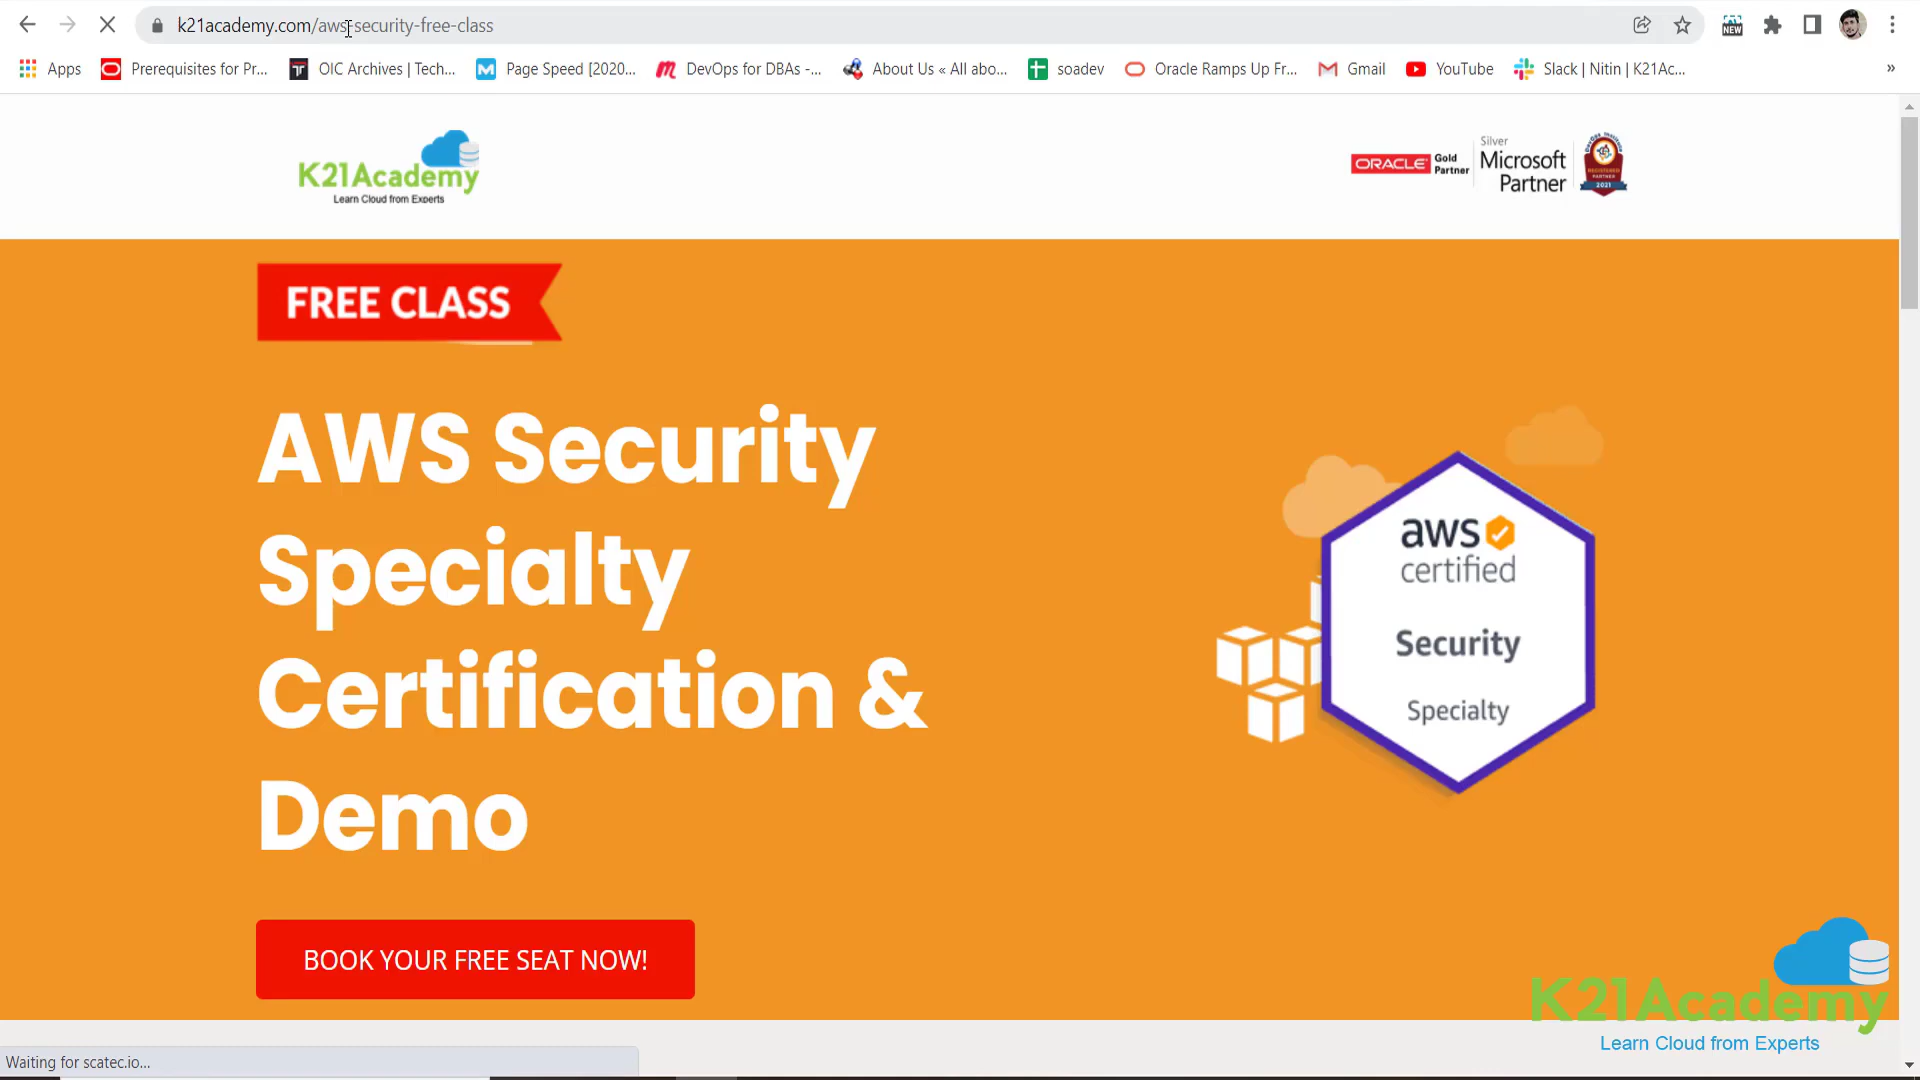 k21academy.com/aws-security-free-class
NEW
Apps
Prerequisites for Pr...
OIC Archives | Tech...
Page Speed [2020...
DevOps for DBAs -...
About Us « All abo...
soadev
Oracle Ramps Up Fr...
Gmail
YouTube
Slack | Nitin | K21Ac...
»
K21Academy
Learn Cloud from Experts
ORACLE Gold Partner
Silver
Microsoft
Partner
2021
FREE CLASS
AWS Security
Specialty
Certification &
Demo
aws
certified
Security
Specialty
BOOK YOUR FREE SEAT NOW!
K21Academy
Learn Cloud from Experts
Waiting for scatec.io...